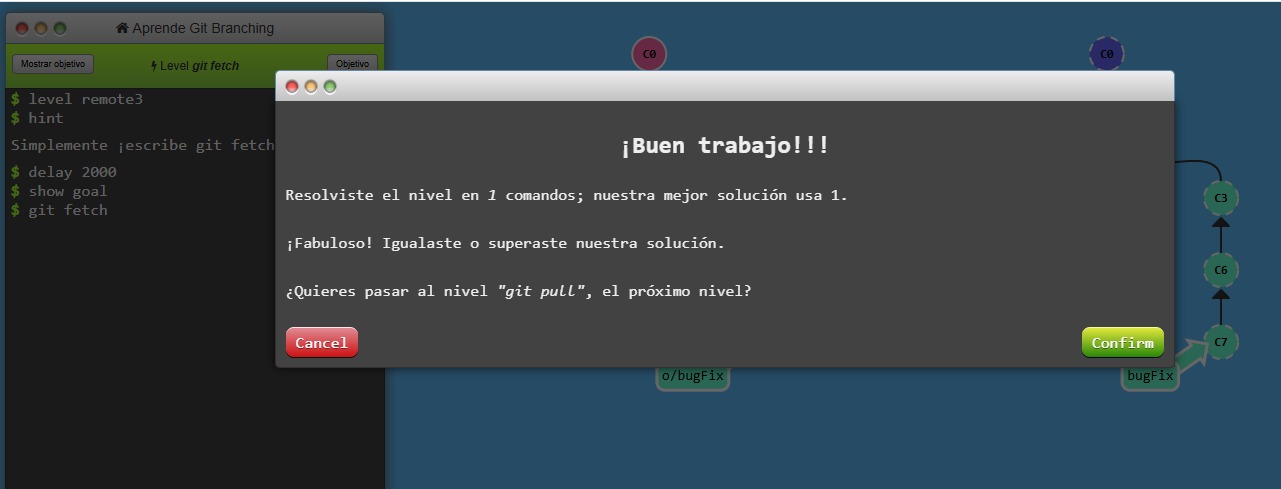 Aprende Git Branching
Mostrar objetivo
Level git fetch
Objetivo
$ level remote3
$ hint
Simplemente ¡escribe git fetch
$ delay 2000
$ show goal
$ git fetch
C0
C0
¡Buen trabajo!!!
Resolviste el nivel en 1 comandos; nuestra mejor solución usa 1.
¡Fabuloso! Igualaste o superaste nuestra solución.
¿Quieres pasar al nivel "git pull", el próximo nivel?
Cancel
Confirm
C3
C6
C7
o/bugFix
bugFix